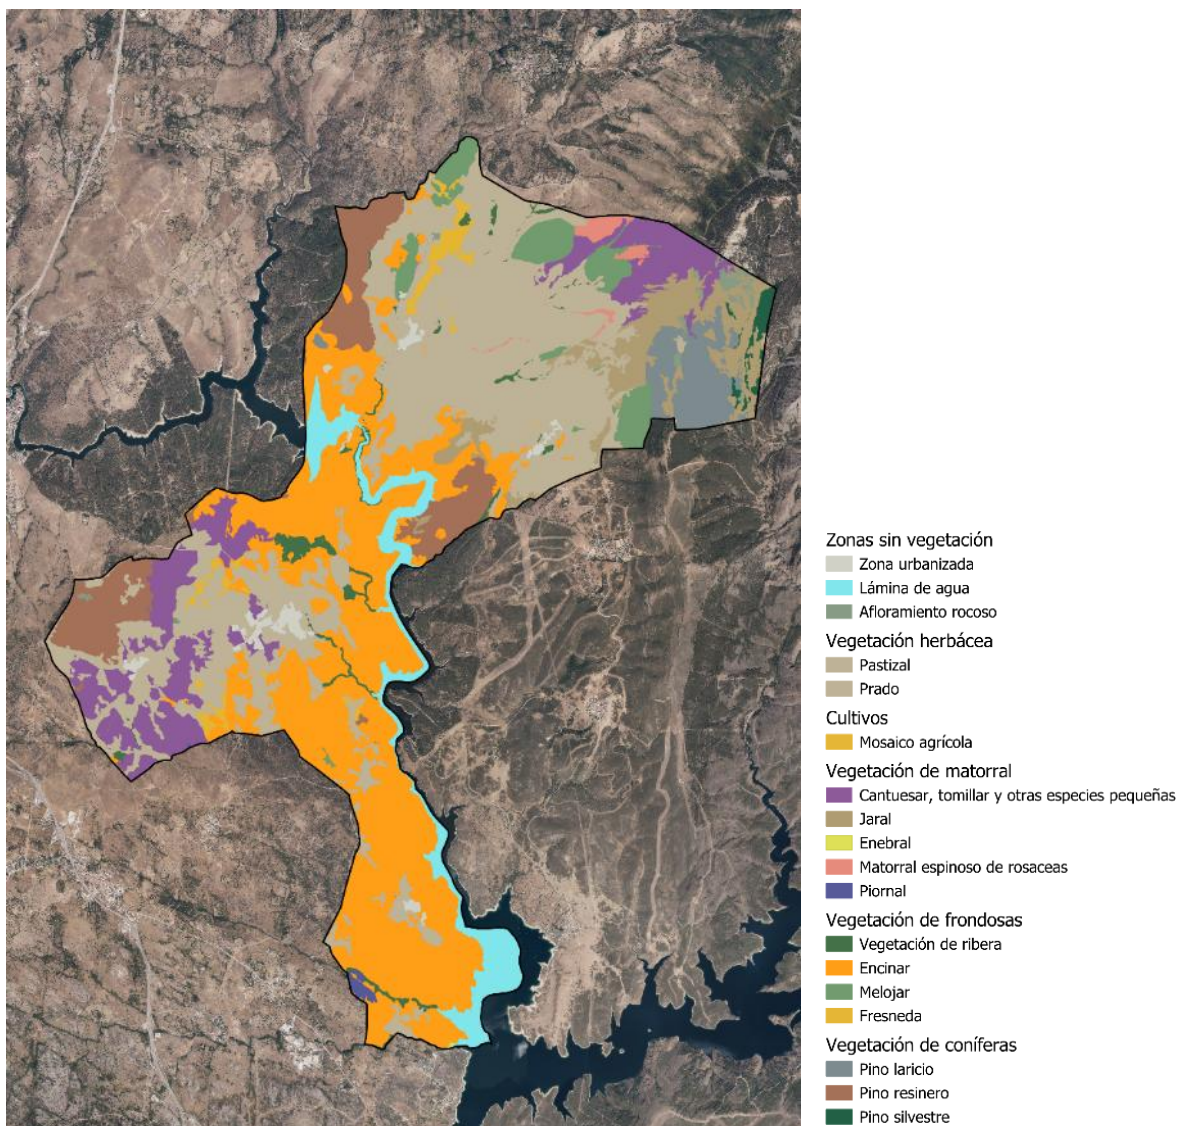 Zonas sin vegetación
Zona urbanizada
Lámina de agua
Afloramiento rocoso
Vegetación herbácea
Pastizal
Prado
Cultivos
Mosaico agrícola
Vegetación de matorral
Cantuesar, tomillar y otras especies pequeñas
Jaral
Enebral
Matorral espinoso de rosaceas
Piornal
Vegetación de frondosas
Vegetación de ribera
Encinar
Melojar
Fresneda
Vegetación de coníferas
Pino laricio
Pino resinero
Pino silvestre